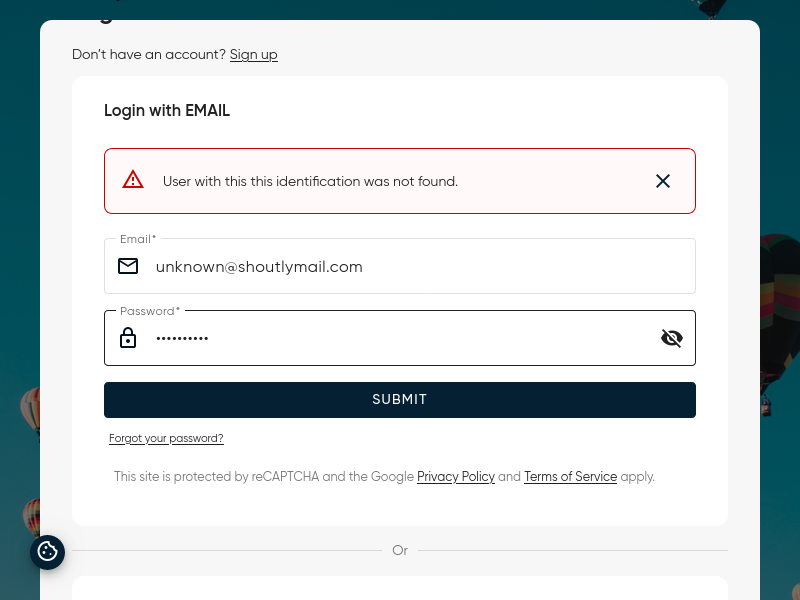 Don't have an account? Sign up
Login with EMAIL
User with this this identification was not found.
Email*
unknown@shoutlymail.com
Password*
••••••••••
SUBMIT
Forgot your password?
This site is protected by reCAPTCHA and the Google Privacy Policy and Terms of Service apply.
Or